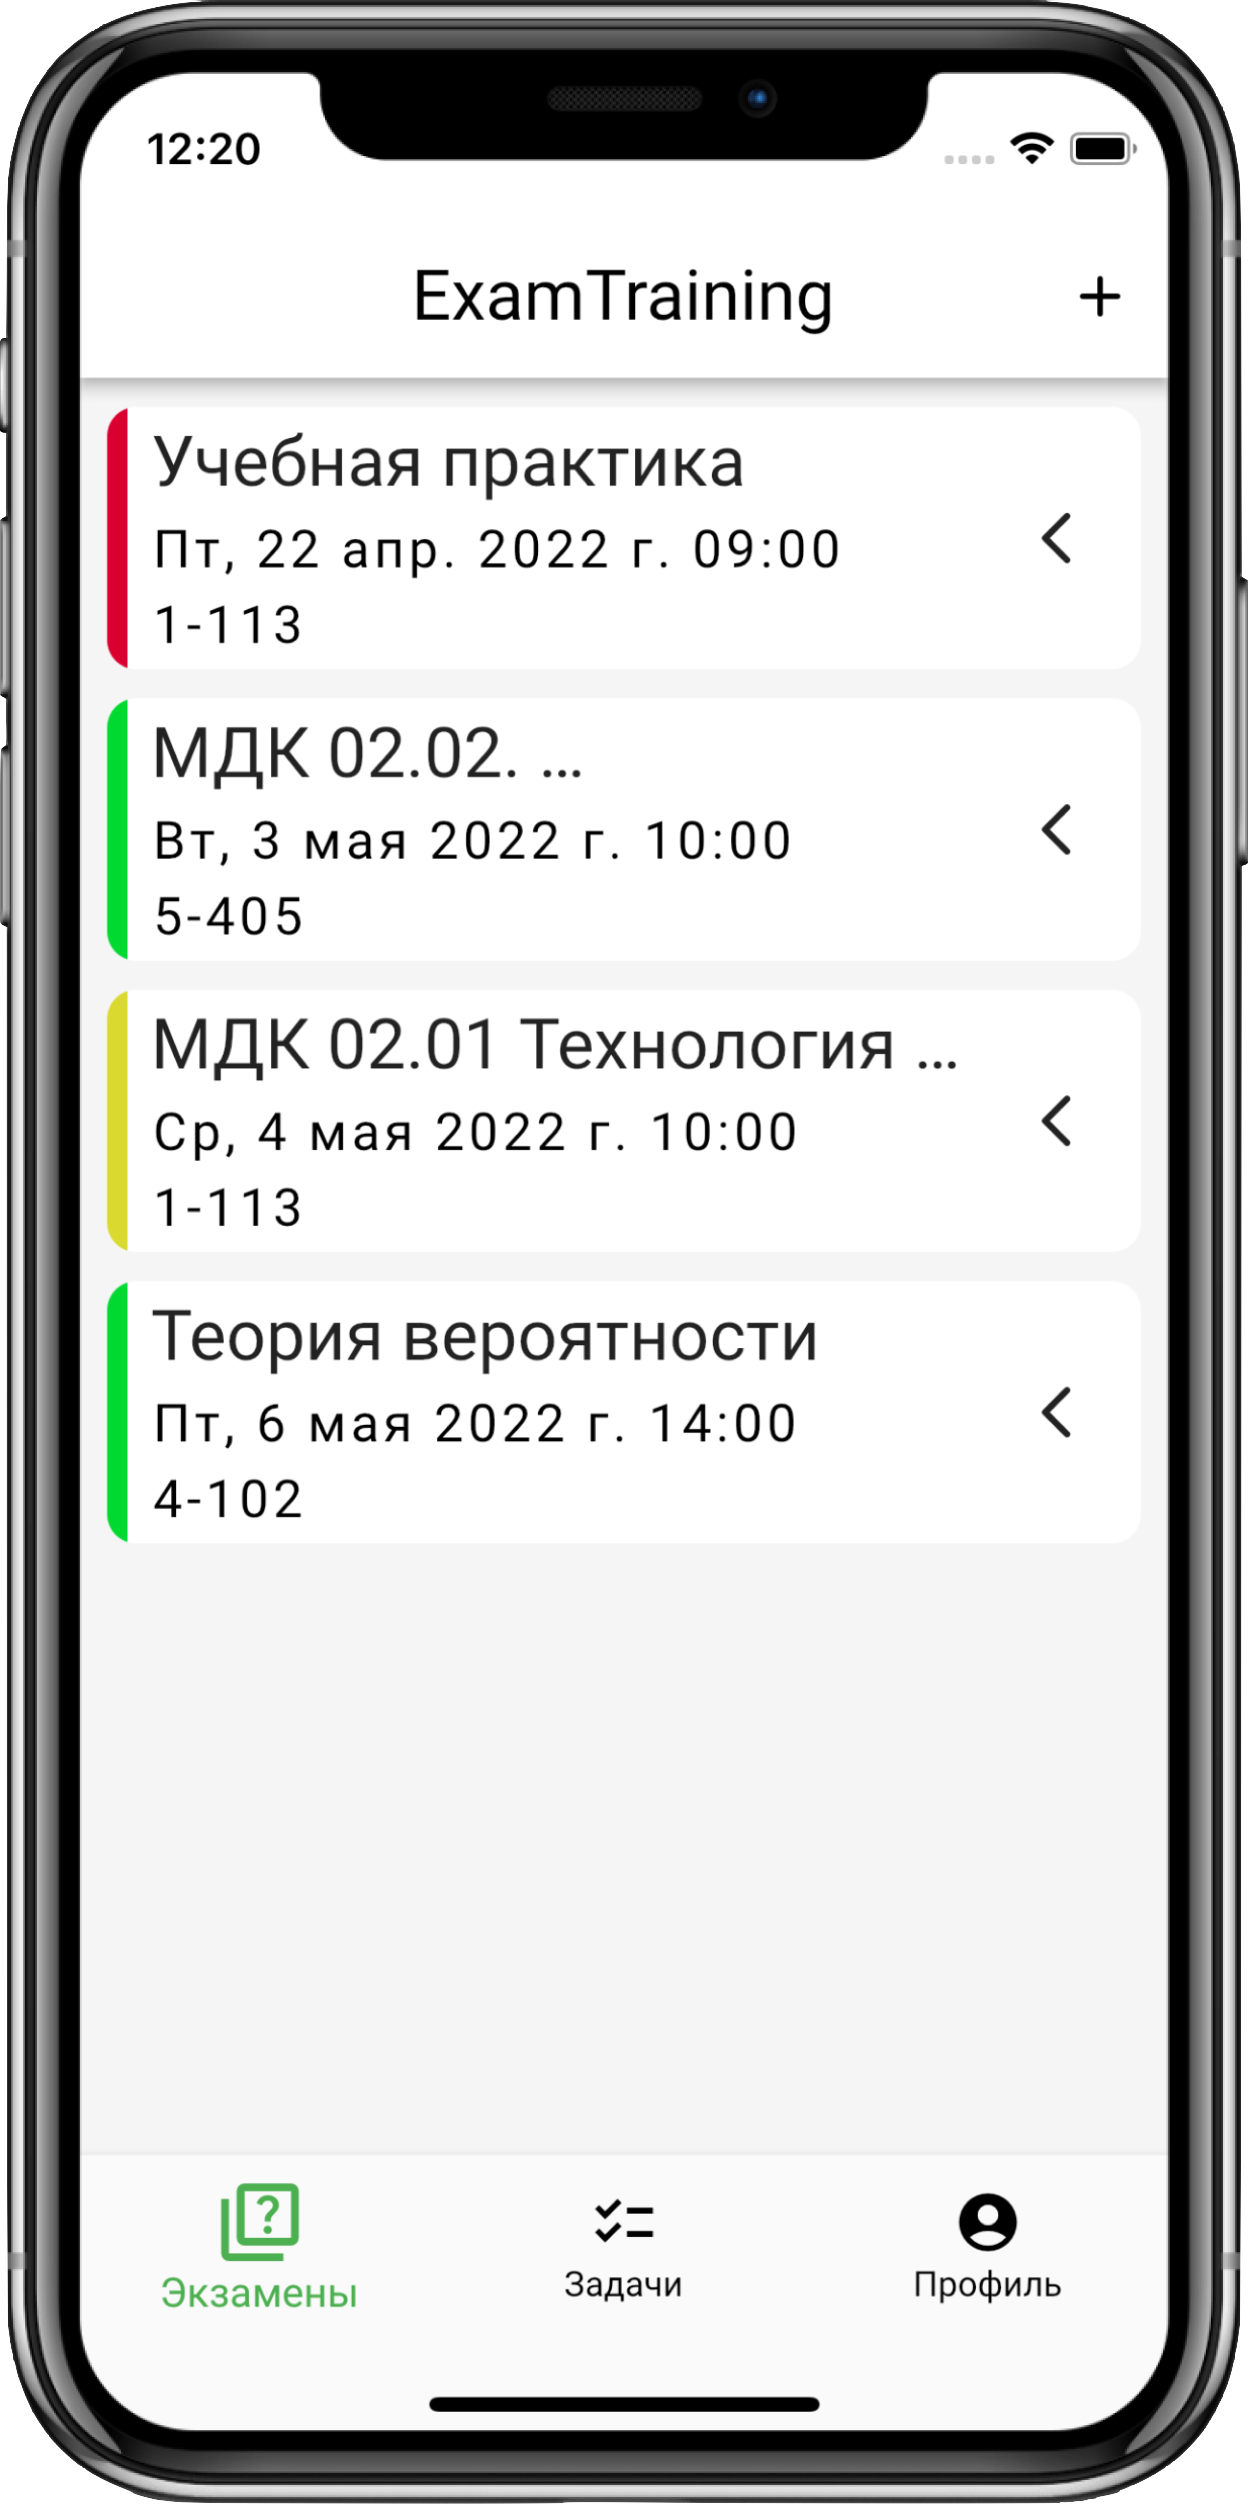 12:20
ExamTraining
Учебная практика
Пт, 22 апр. 2022 г. 09:00
1-113
МДК 02.02. ...
Вт, 3 мая 2022 г. 10:00
5-405
МДК 02.01 Технология ...
Ср, 4 мая 2022 г. 10:00
1-113
Теория вероятности
Пт, 6 мая 2022 г. 14:00
4-102
Экзамены
Задачи
Профиль